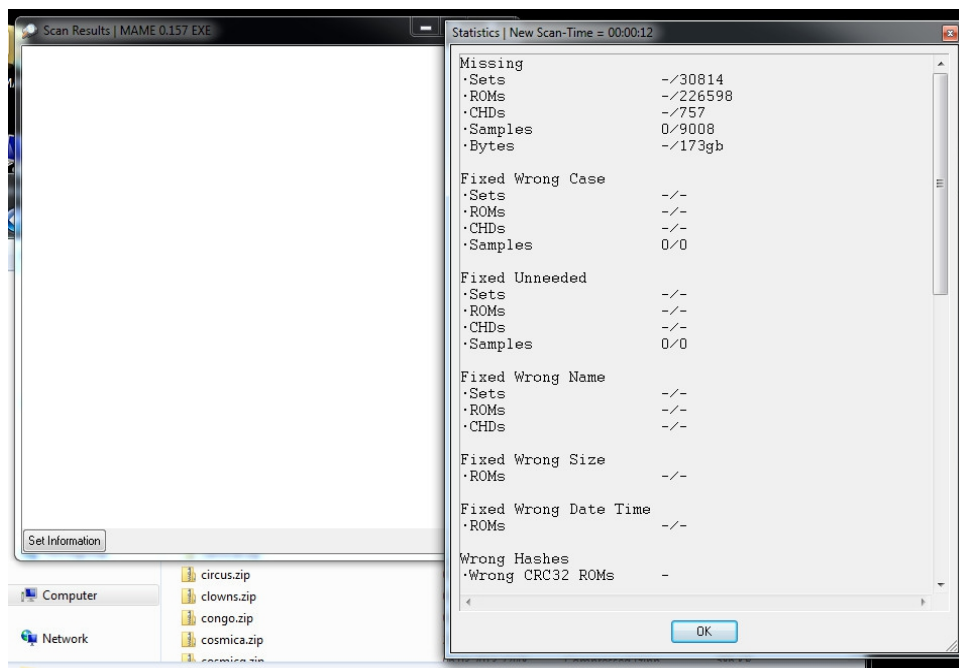 Scan Results | MAME 0.157 EXE
Set Information
Computer
Network
circus.zip
clowns.zip
congo.zip
cosmica.zip
Statistics | New Scan-Time = 00:00:12
Missing
·Sets -/30814
·ROMs -/226598
·CHDs -/757
·Samples 0/9008
·Bytes -/173gb
Fixed Wrong Case
·Sets -/-
·ROMs -/-
·CHDs -/-
·Samples 0/0
Fixed Unneeded
·Sets -/-
·ROMs -/-
·CHDs -/-
·Samples 0/0
Fixed Wrong Name
·Sets -/-
·ROMs -/-
·CHDs -/-
Fixed Wrong Size
·ROMs -/-
Fixed Wrong Date Time
·ROMs -/-
Wrong Hashes
·Wrong CRC32 ROMs -
OK